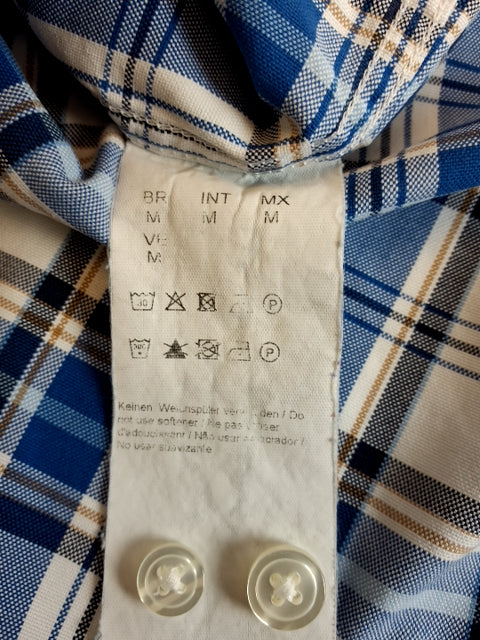 BR INT MX
M M M
VE
M
30 P
P
Keinen Weichspüler verwenden / Do
not use softener / Ne pas utiliser
d'adoucissant / Não usar amaciador /
No usar suavizante